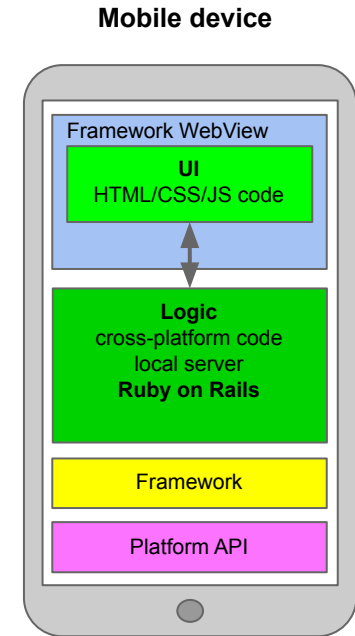 Mobile device
Framework WebView
UI
HTML/CSS/JS code
Logic
cross-platform code
local server
Ruby on Rails
Framework
Platform API